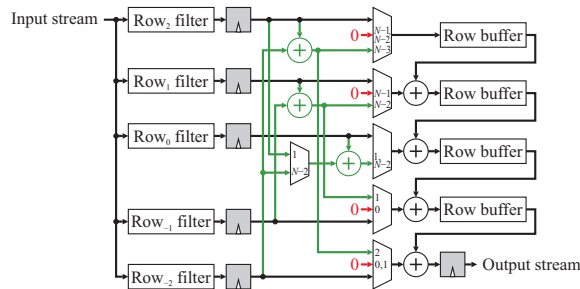 Input stream
Row₂ filter
0
N−1
N−2
N−3
+
Row buffer
Row₁ filter
0
N−1
N−2
+
+
Row buffer
Row₀ filter
1
N−2
+
1
N−2
+
Row buffer
Row₋₁ filter
1
0
0
+
Row buffer
Row₋₂ filter
2
0
0,1
+
Output stream